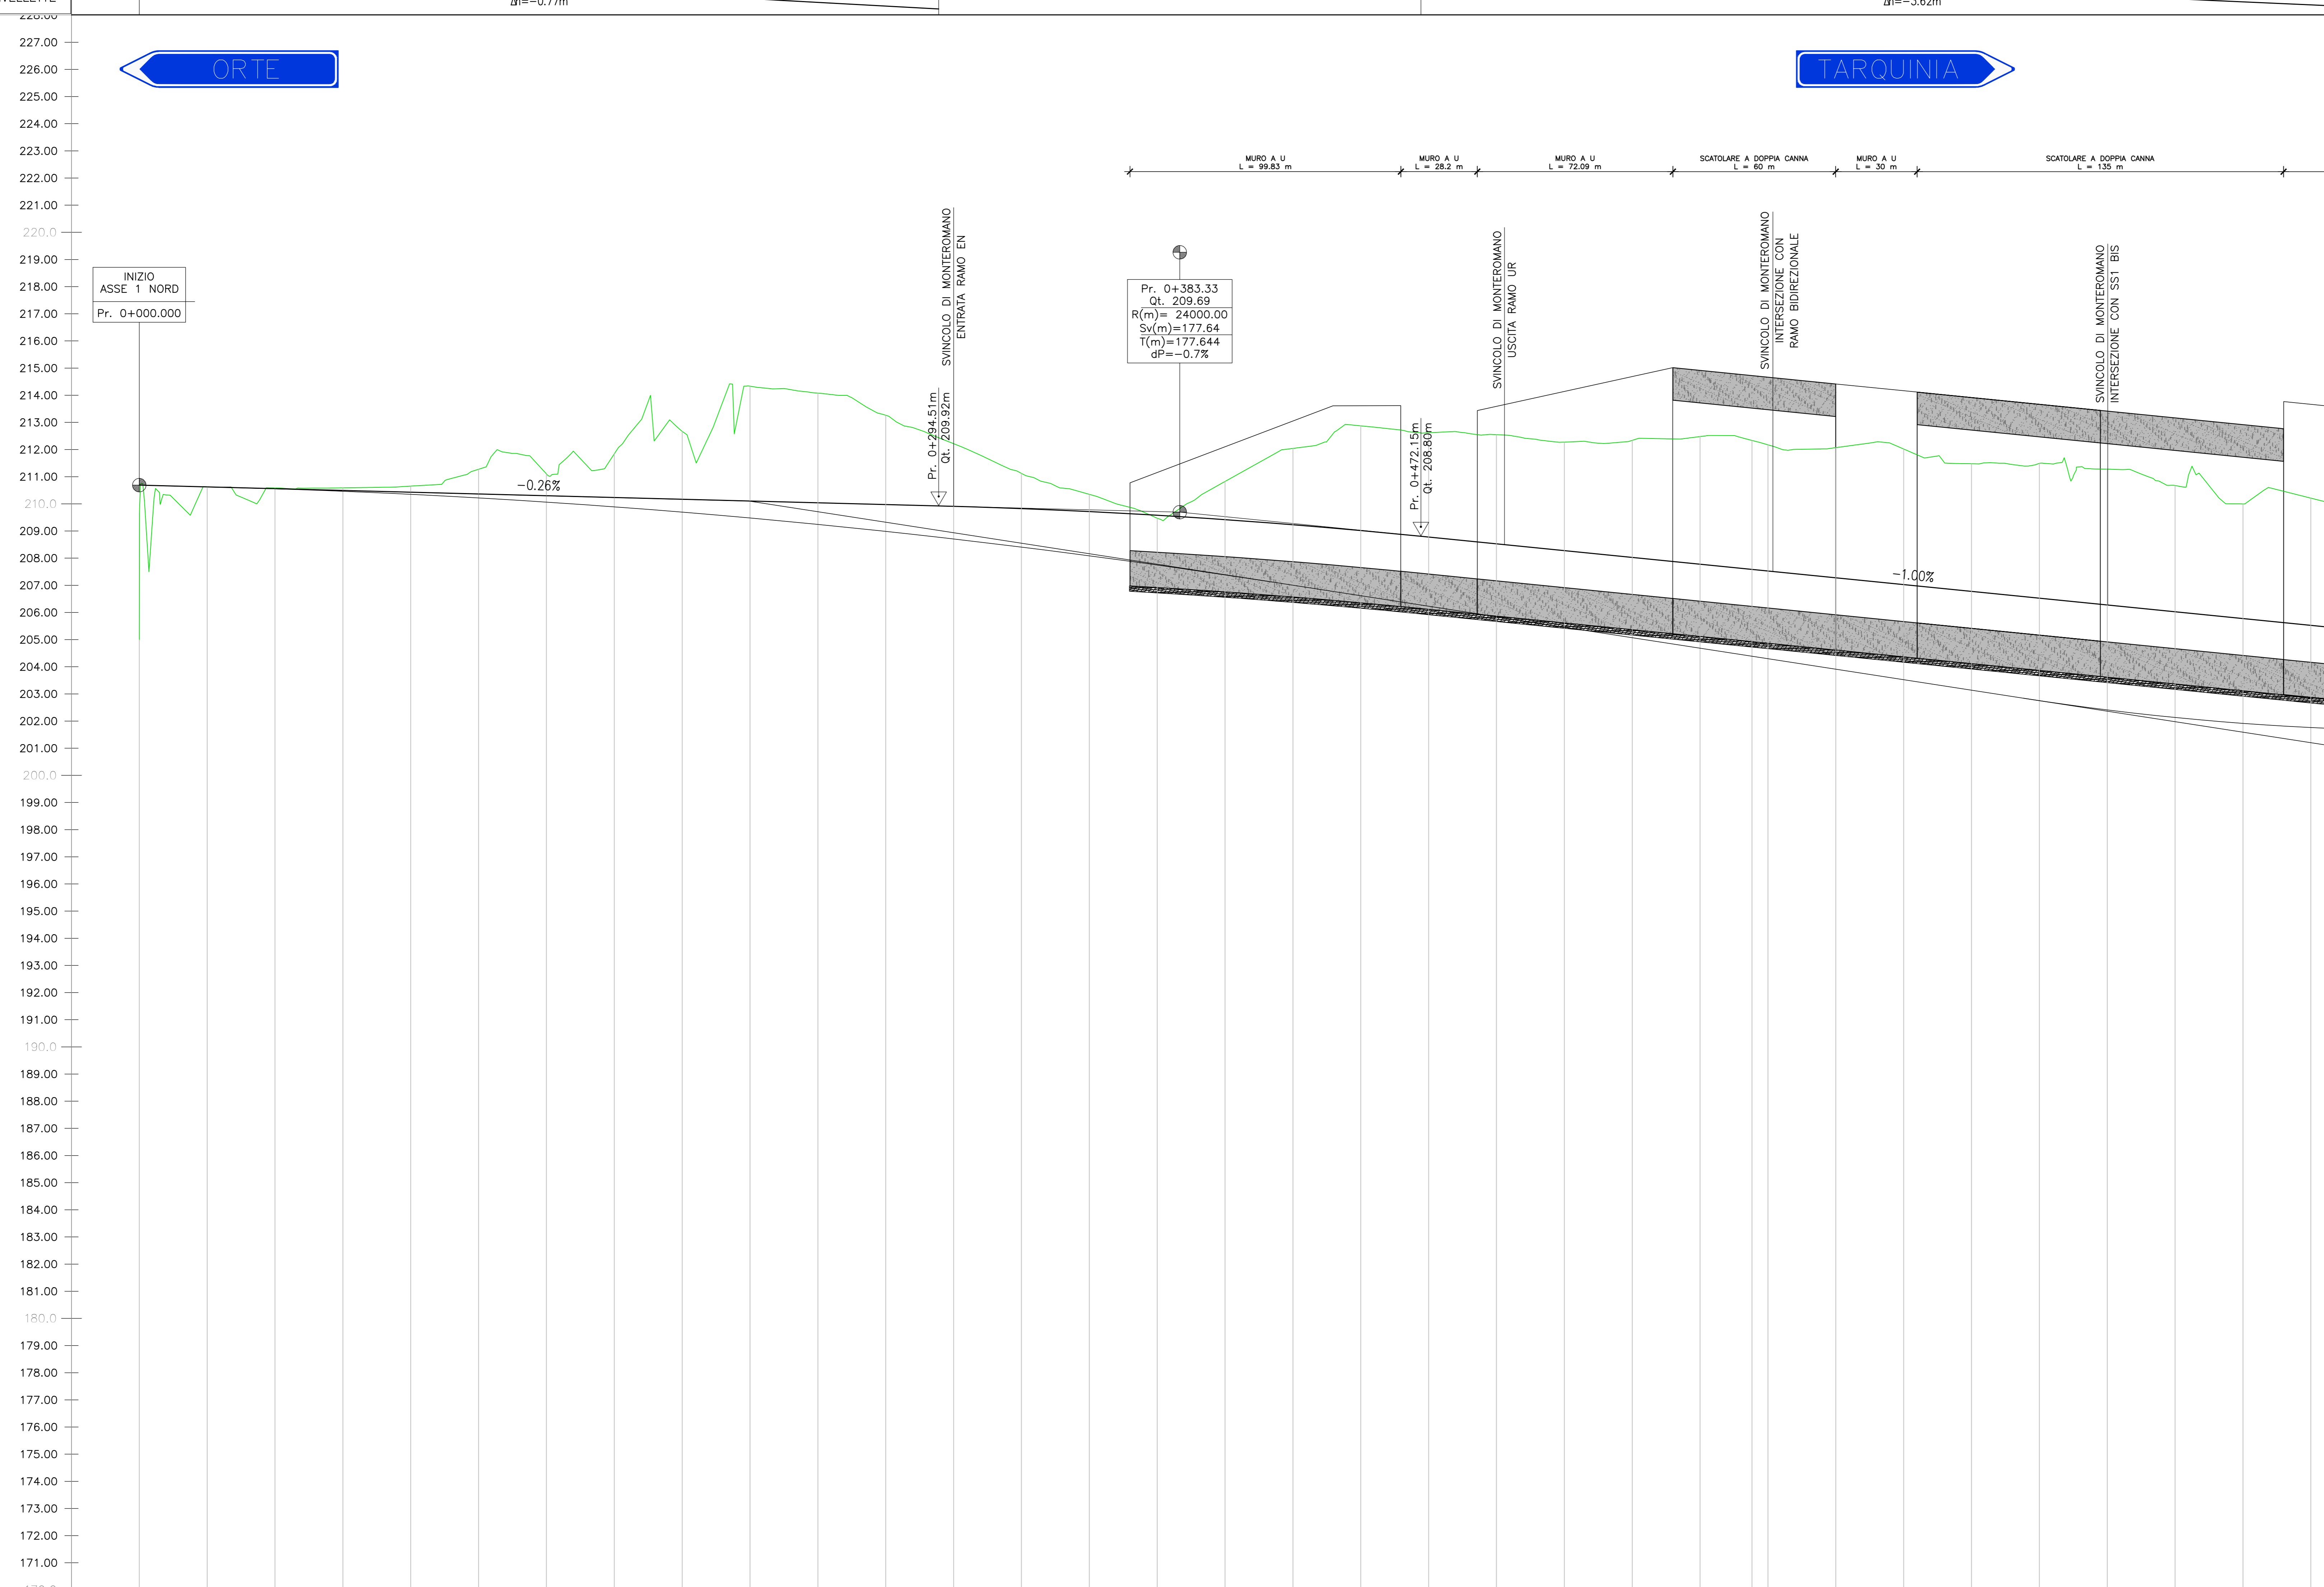 Δh=-0.77m
ORTE
TARQUINIA
MURO A U
L = 99.83 m
MURO A U
L = 28.2 m
MURO A U
L = 72.09 m
SCATOLARE A DOPPIA CANNA
L = 60 m
MURO A U
L = 30 m
SCATOLARE A DOPPIA CANNA
L = 135 m
INIZIO
ASSE 1 NORD
Pr. 0+000.000
Pr. 0+294.51m
Qt. 209.92m
SVINCOLO DI MONTEROMANO
ENTRATA RAMO EN
Pr. 0+383.33
Qt. 209.69
R(m)= 24000.00
Sv(m)=177.64
T(m)=177.644
dP=-0.7%
Pr. 0+472.15m
Qt. 208.80m
SVINCOLO DI MONTEROMANO
USCITA RAMO UR
SVINCOLO DI MONTEROMANO
INTERSEZIONE CON
RAMO BIDIREZIONALE
SVINCOLO DI MONTEROMANO
INTERSEZIONE CON SS1 BIS
-0.26%
-1.00%
228.00
227.00
226.00
225.00
224.00
223.00
222.00
221.00
220.0
219.00
218.00
217.00
216.00
215.00
214.00
213.00
212.00
211.00
210.0
209.00
208.00
207.00
206.00
205.00
204.00
203.00
202.00
201.00
200.0
199.00
198.00
197.00
196.00
195.00
194.00
193.00
192.00
191.00
190.0
189.00
188.00
187.00
186.00
185.00
184.00
183.00
182.00
181.00
180.0
179.00
178.00
177.00
176.00
175.00
174.00
173.00
172.00
171.00